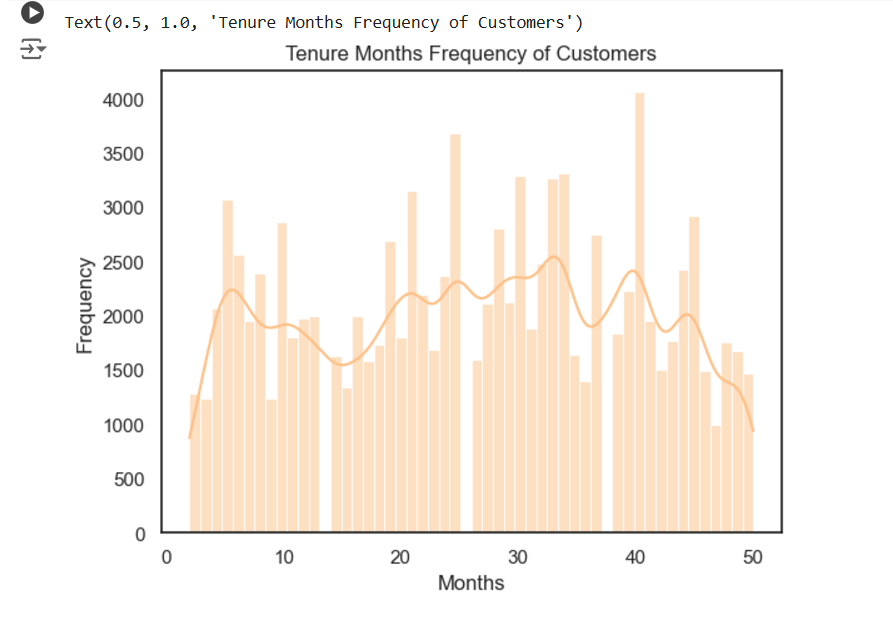 Text(0.5, 1.0, 'Tenure Months Frequency of Customers')
Tenure Months Frequency of Customers
4000
3500
3000
2500
2000
1500
1000
500
0
Frequency
0 10 20 30 40 50
Months